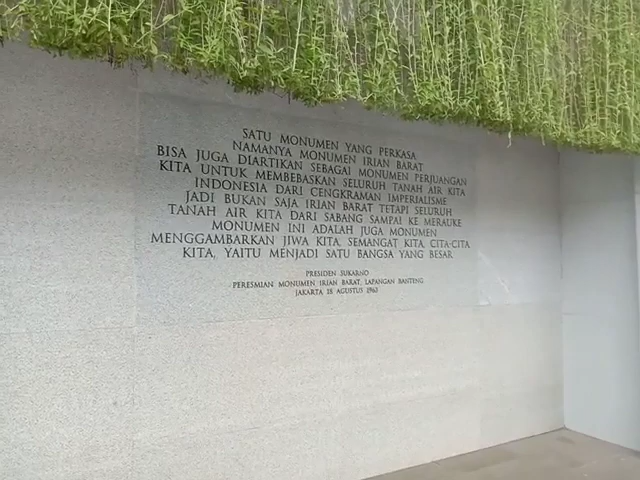 SATU MONUMEN YANG PERKASA
NAMANYA MONUMEN IRIAN BARAT
BISA JUGA DIARTIKAN SEBAGAI MONUMEN PERJUANGAN
KITA UNTUK MEMBEBASKAN SELURUH TANAH AIR KITA
INDONESIA DARI CENGKRAMAN IMPERIALISME
JADI BUKAN SAJA IRIAN BARAT TETAPI SELURUH
TANAH AIR KITA DARI SABANG SAMPAI KE MERAUKE
MONUMEN INI ADALAH JUGA MONUMEN
MENGGAMBARKAN JIWA KITA, SEMANGAT KITA, CITA-CITA
KITA, YAITU MENJADI SATU BANGSA YANG BESAR
PRESIDEN SUKARNO
PERESMIAN MONUMEN IRIAN BARAT, LAPANGAN BANTENG
JAKARTA 18 AGUSTUS 1963